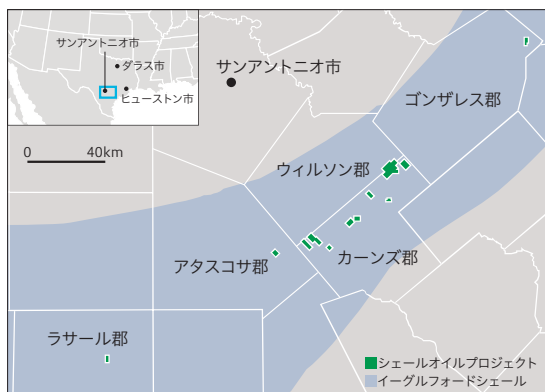 サンアントニオ市
ダラス市
ヒューストン市
サンアントニオ市
ゴンザレス郡
0 40km
ウィルソン郡
カーンズ郡
アタスコサ郡
ラサール郡
シェールオイルプロジェクト
イーグルフォードシェール